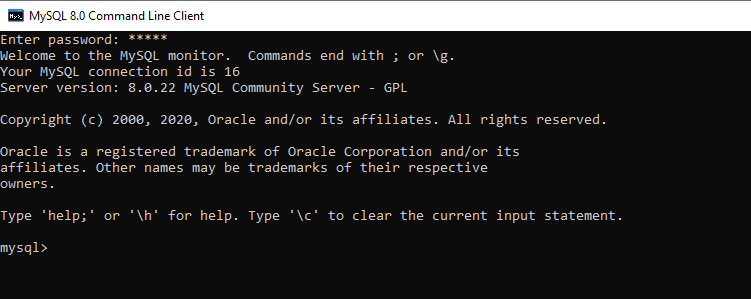 MySQL 8.0 Command Line Client
Enter password: *****
Welcome to the MySQL monitor.  Commands end with ; or \g.
Your MySQL connection id is 16
Server version: 8.0.22 MySQL Community Server - GPL
Copyright (c) 2000, 2020, Oracle and/or its affiliates. All rights reserved.
Oracle is a registered trademark of Oracle Corporation and/or its
affiliates. Other names may be trademarks of their respective
owners.
Type 'help;' or '\h' for help. Type '\c' to clear the current input statement.
mysql>